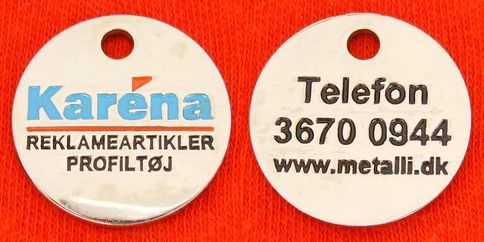 Karéna
REKLAMEARTIKLER
PROFILTØJ
Telefon
3670 0944
www.metalli.dk